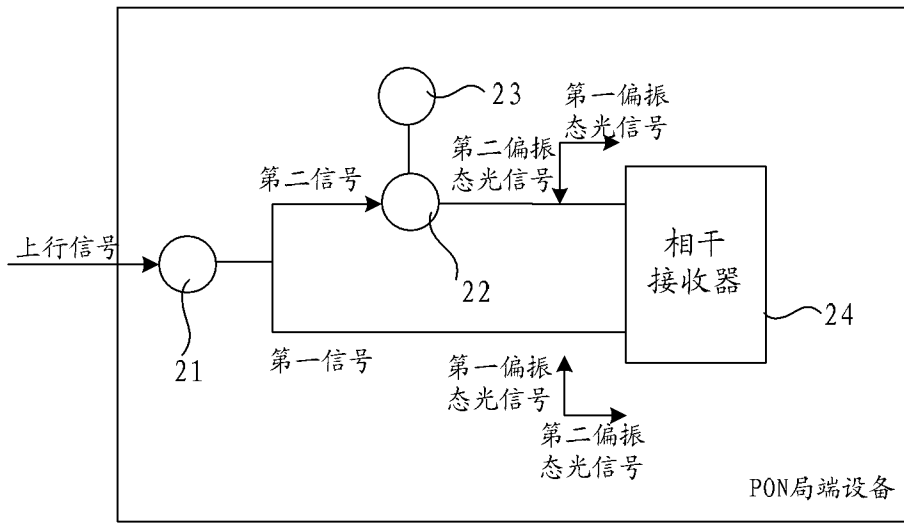 23
第一偏振
态光信号
第二偏振
态光信号
第二信号
上行信号
22
相干
接收器
24
21
第一信号
第一偏振
态光信号
第二偏振
态光信号
PON局端设备